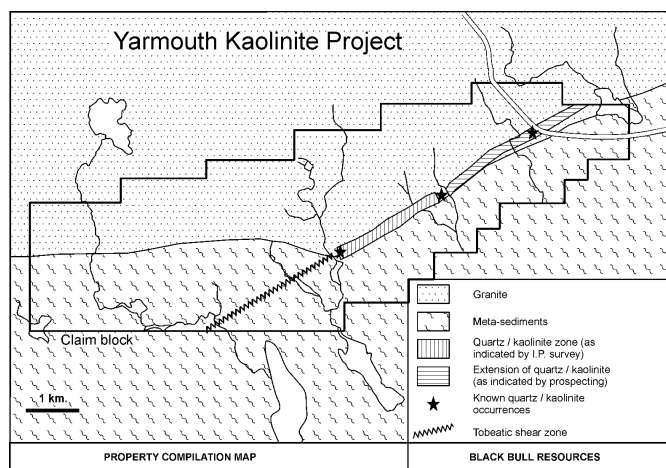 Yarmouth Kaolinite Project
Claim block
1 km.
Granite
Meta-sediments
Quartz / kaolinite zone (as
indicated by I.P. survey)
Extension of quartz / kaolinite
(as indicated by prospecting)
Known quartz / kaolinite
occurrences
Tobeatic shear zone
PROPERTY COMPILATION MAP
BLACK BULL RESOURCES